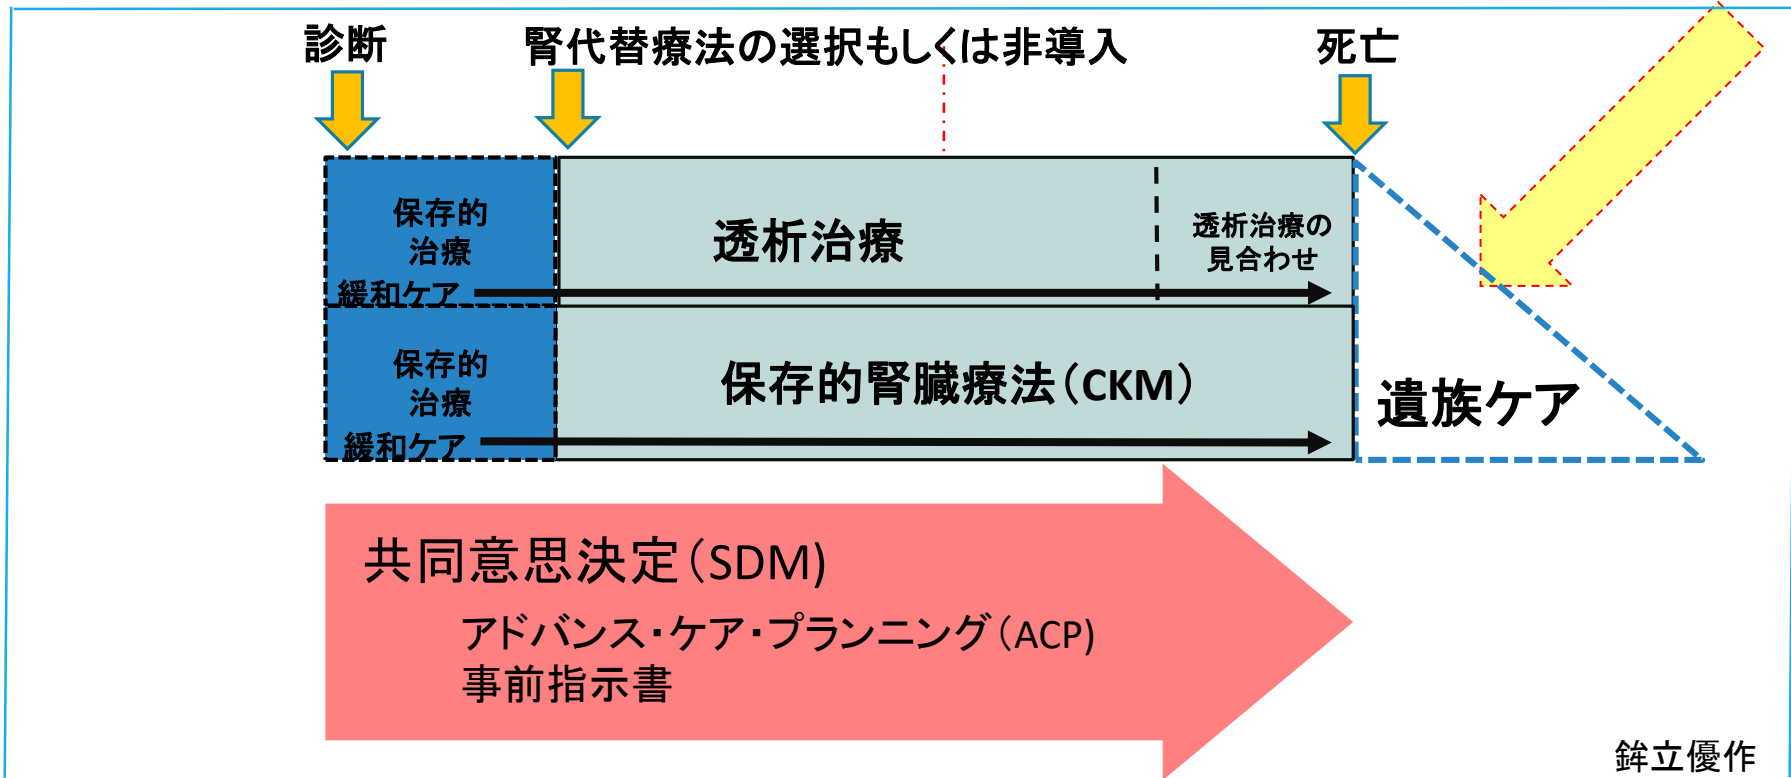 診断
腎代替療法の選択もしくは非導入
死亡
保存的
治療
緩和ケア
透析治療
透析治療の
見合わせ
保存的
治療
緩和ケア
保存的腎臓療法（CKM）
遺族ケア
共同意思決定（SDM)
アドバンス・ケア・プランニング（ACP)
事前指示書
鉾立優作